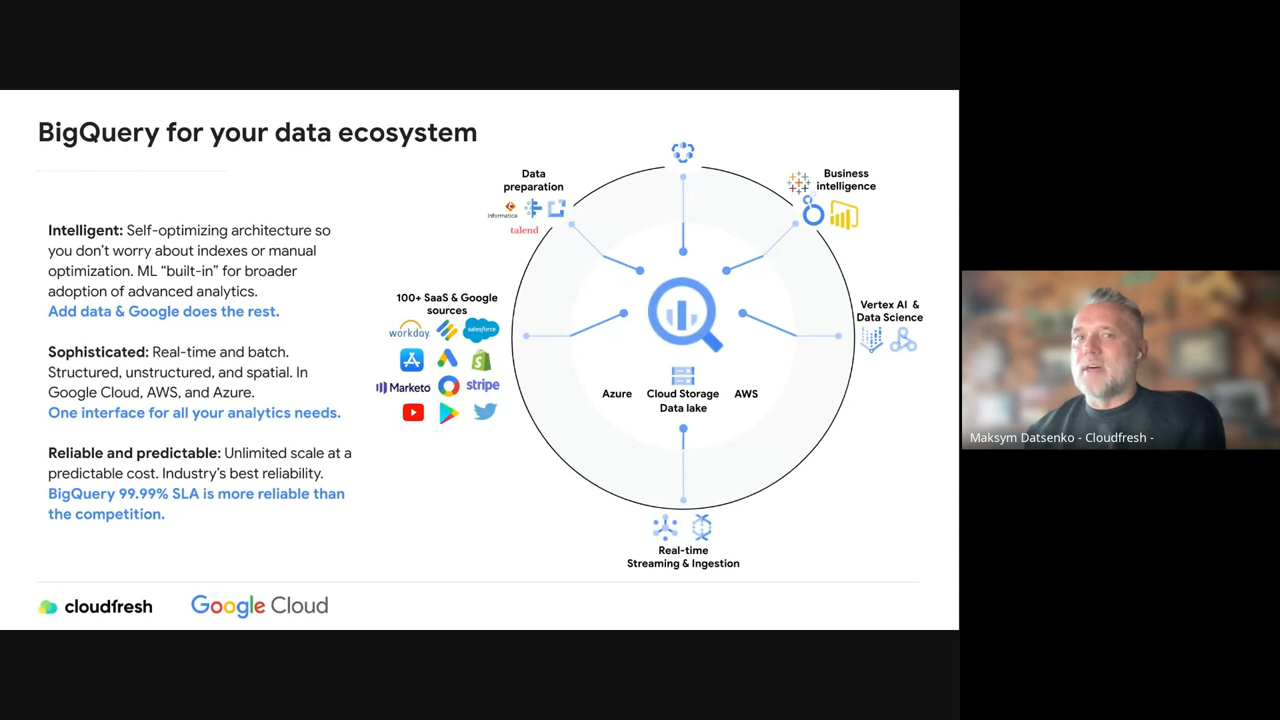 BigQuery for your data ecosystem
Intelligent: Self-optimizing architecture so
you don’t worry about indexes or manual
optimization. ML “built-in” for broader
adoption of advanced analytics.
Add data & Google does the rest.
Sophisticated: Real-time and batch.
Structured, unstructured, and spatial. In
Google Cloud, AWS, and Azure.
One interface for all your analytics needs.
Reliable and predictable: Unlimited scale at a
predictable cost. Industry’s best reliability.
BigQuery 99.99% SLA is more reliable than
the competition.
Data
preparation
informatica
talend
Business
intelligence
100+ SaaS & Google
sources
workday.
salesforce
Marketo
stripe
Vertex AI &
Data Science
Azure
Cloud Storage
Data lake
AWS
Real-time
Streaming & Ingestion
cloudfresh
Google Cloud
Maksym Datsenko - Cloudfresh -